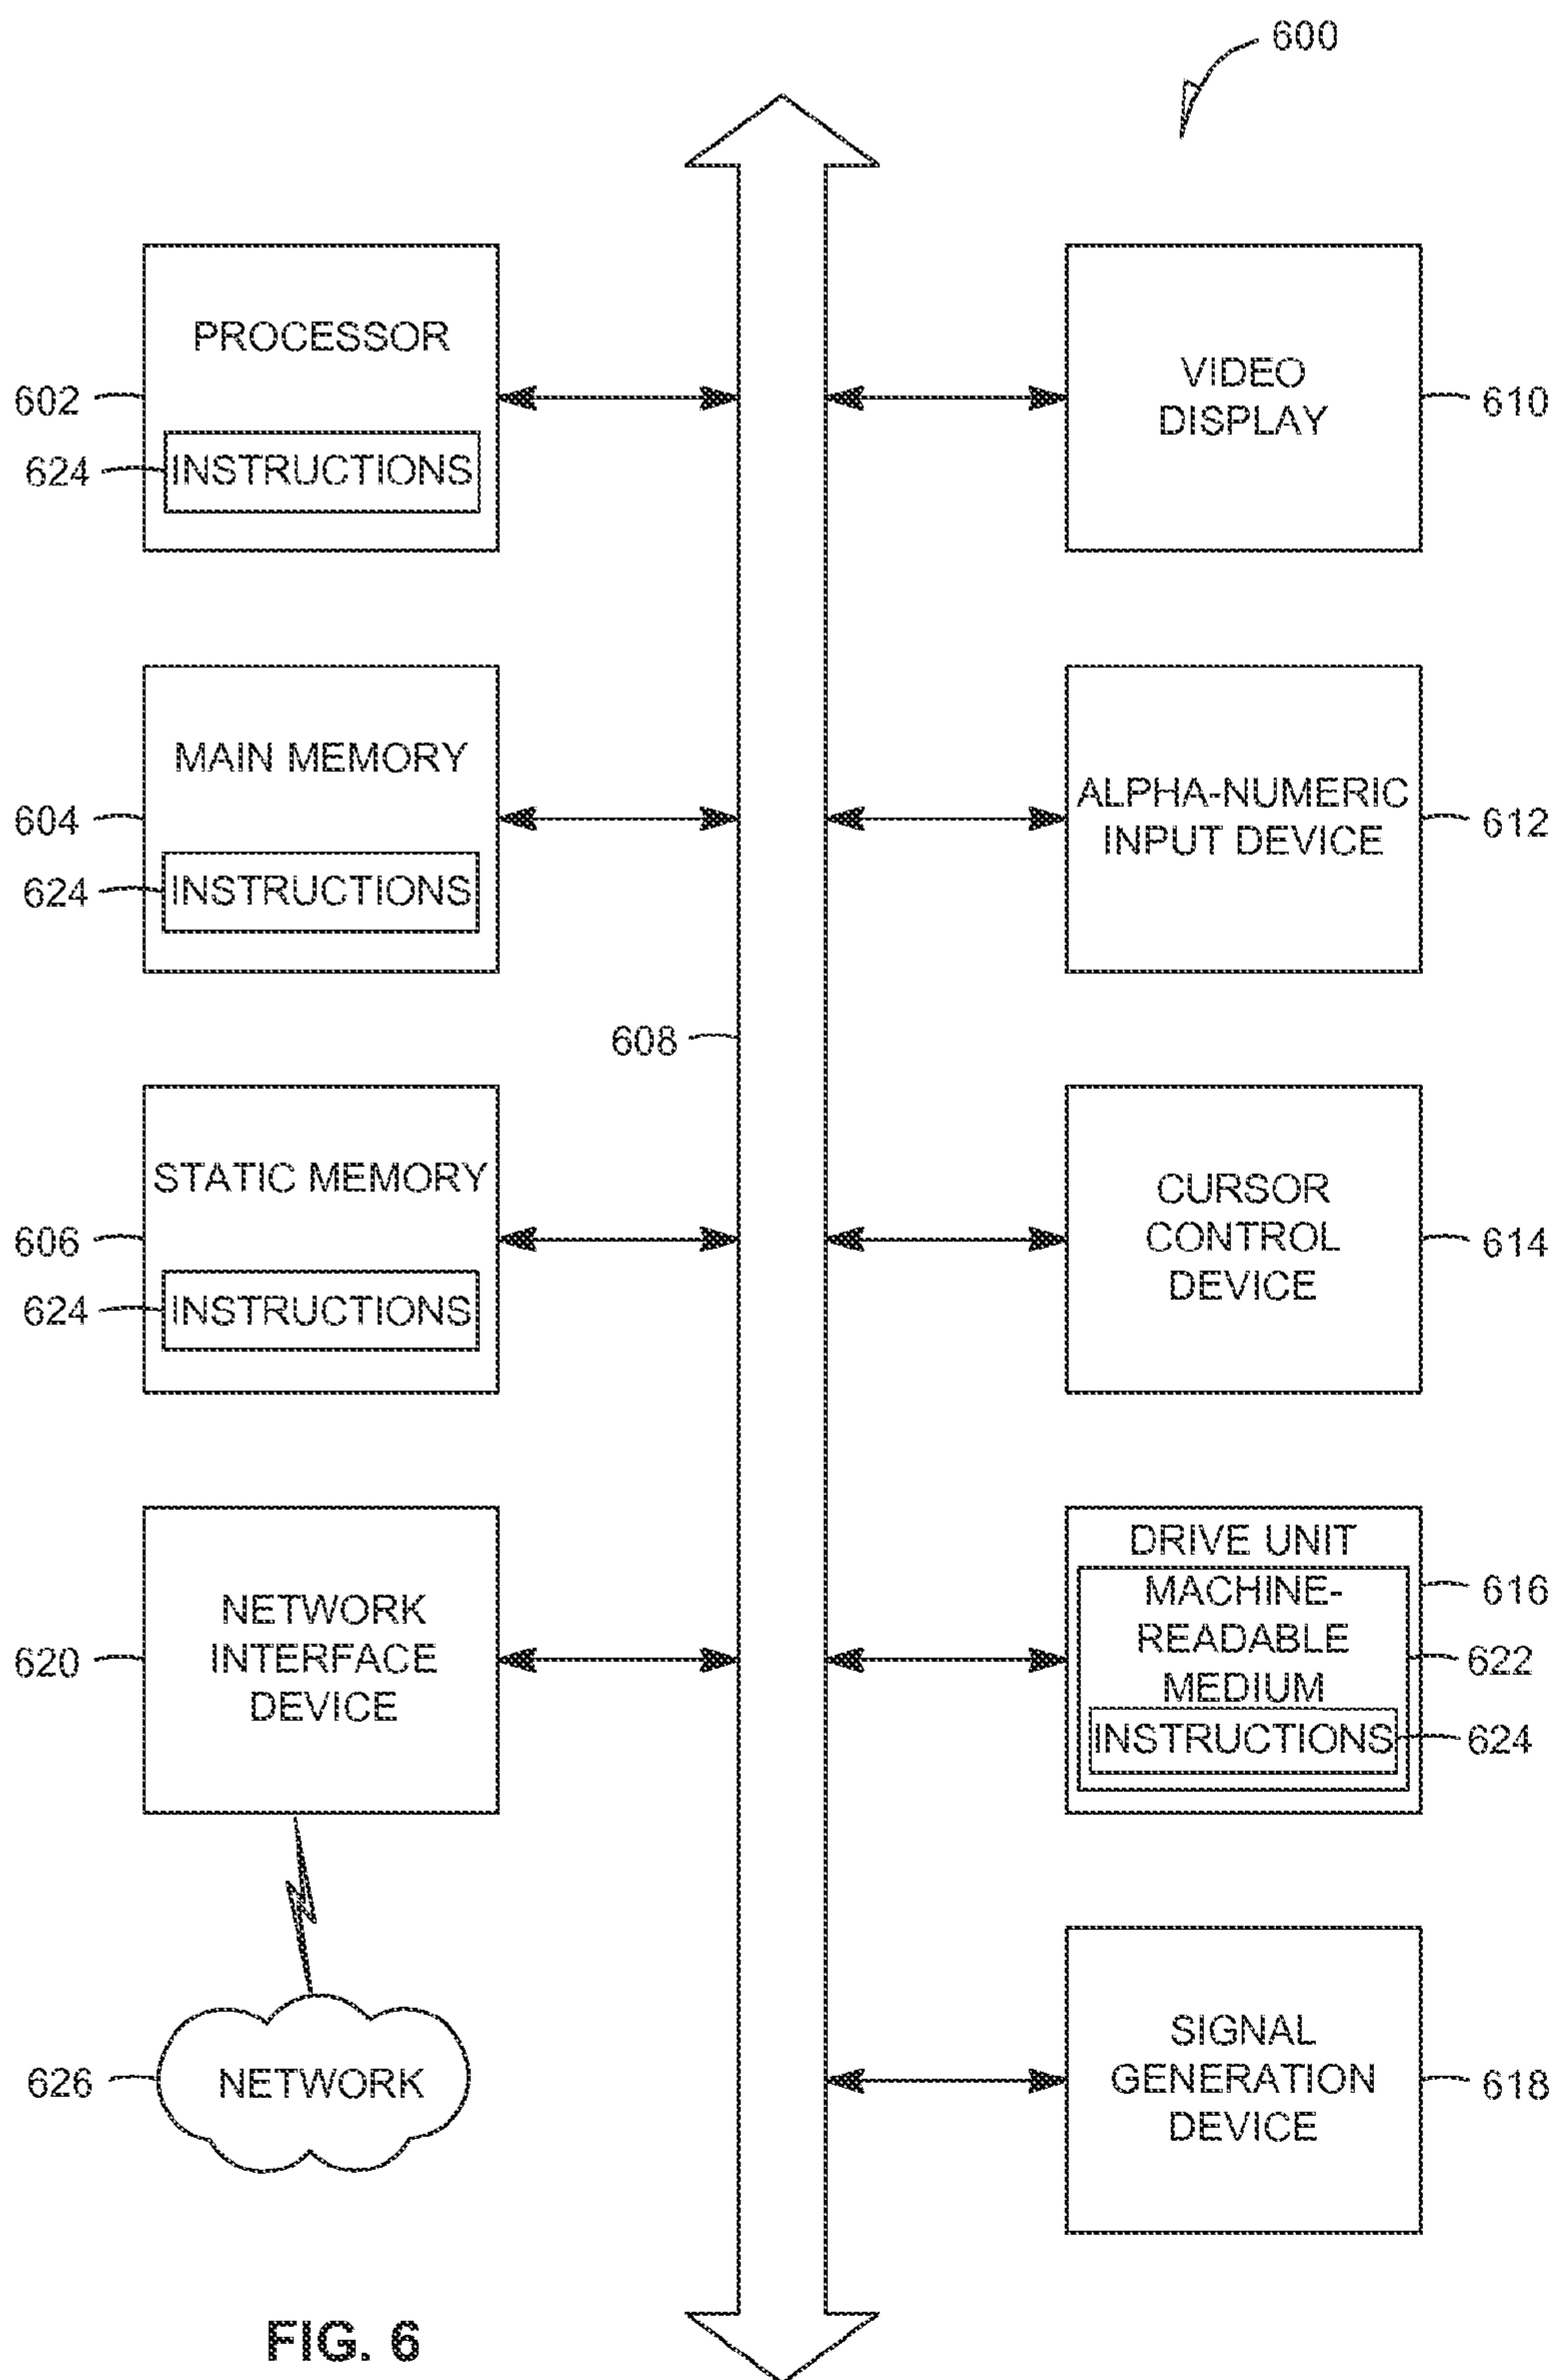 600
PROCESSOR
602
624
INSTRUCTIONS
VIDEO
DISPLAY
610
MAIN MEMORY
604
624
INSTRUCTIONS
ALPHA-NUMERIC
INPUT DEVICE
612
608
STATIC MEMORY
606
624
INSTRUCTIONS
CURSOR
CONTROL
DEVICE
614
NETWORK
INTERFACE
DEVICE
620
DRIVE UNIT
616
MACHINE-
READABLE
MEDIUM
622
INSTRUCTIONS
624
626
NETWORK
SIGNAL
GENERATION
DEVICE
618
FIG. 6